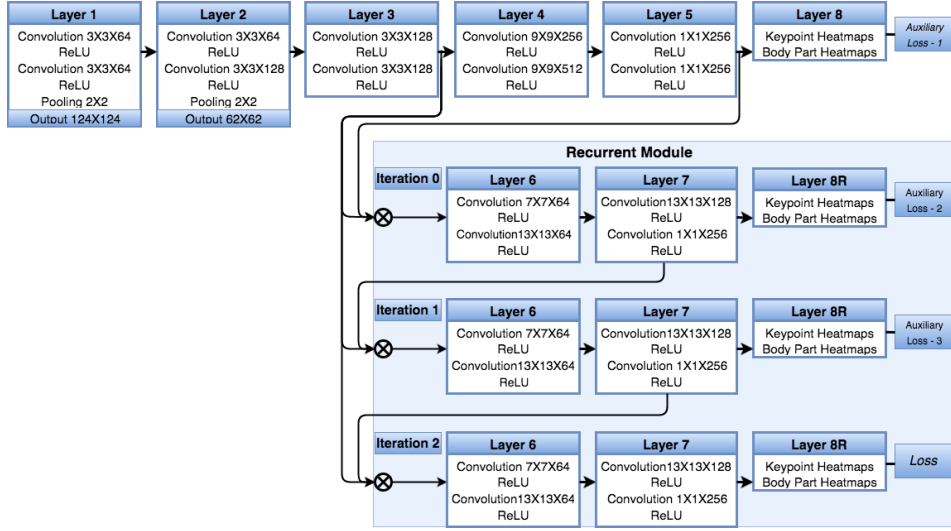 Layer 1
Convolution 3X3X64
ReLU
Convolution 3X3X64
ReLU
Pooling 2X2
Output 124X124
Layer 2
Convolution 3X3X64
ReLU
Convolution 3X3X128
ReLU
Pooling 2X2
Output 62X62
Layer 3
Convolution 3X3X128
ReLU
Convolution 3X3X128
ReLU
Layer 4
Convolution 9X9X256
ReLU
Convolution 9X9X512
ReLU
Layer 5
Convolution 1X1X256
ReLU
Convolution 1X1X256
ReLU
Layer 8
Keypoint Heatmaps
Body Part Heatmaps
Auxiliary
Loss - 1
Recurrent Module
Iteration 0
Layer 6
Convolution 7X7X64
ReLU
Convolution13X13X64
ReLU
Layer 7
Convolution13X13X128
ReLU
Convolution 1X1X256
ReLU
Layer 8R
Keypoint Heatmaps
Body Part Heatmaps
Auxiliary
Loss - 2
Iteration 1
Layer 6
Convolution 7X7X64
ReLU
Convolution13X13X64
ReLU
Layer 7
Convolution13X13X128
ReLU
Convolution 1X1X256
ReLU
Layer 8R
Keypoint Heatmaps
Body Part Heatmaps
Auxiliary
Loss - 3
Iteration 2
Layer 6
Convolution 7X7X64
ReLU
Convolution13X13X64
ReLU
Layer 7
Convolution13X13X128
ReLU
Convolution 1X1X256
ReLU
Layer 8R
Keypoint Heatmaps
Body Part Heatmaps
Loss